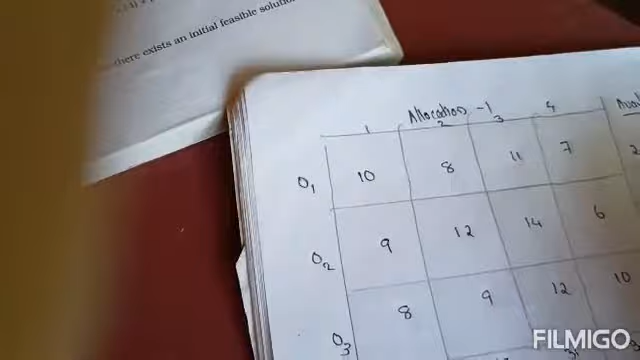 there exists an initial feasible
Allocation -1
1 2 3 4
O1 10 8 11 7
O2 9 12 14 6
O3 8 9 12 10
FILMIGO